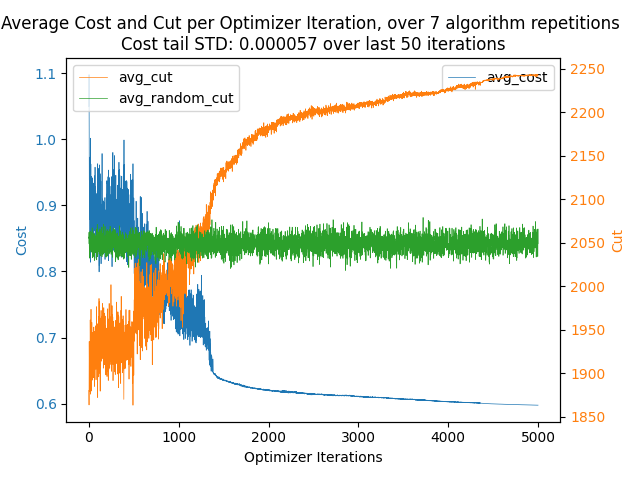 Average Cost and Cut per Optimizer Iteration, over 7 algorithm repetitions
Cost tail STD: 0.000057 over last 50 iterations
avg_cut
avg_random_cut
avg_cost
1.1
1.0
0.9
0.8
0.7
0.6
Cost
2250
2200
2150
2100
2050
2000
1950
1900
1850
Cut
0 1000 2000 3000 4000 5000
Optimizer Iterations